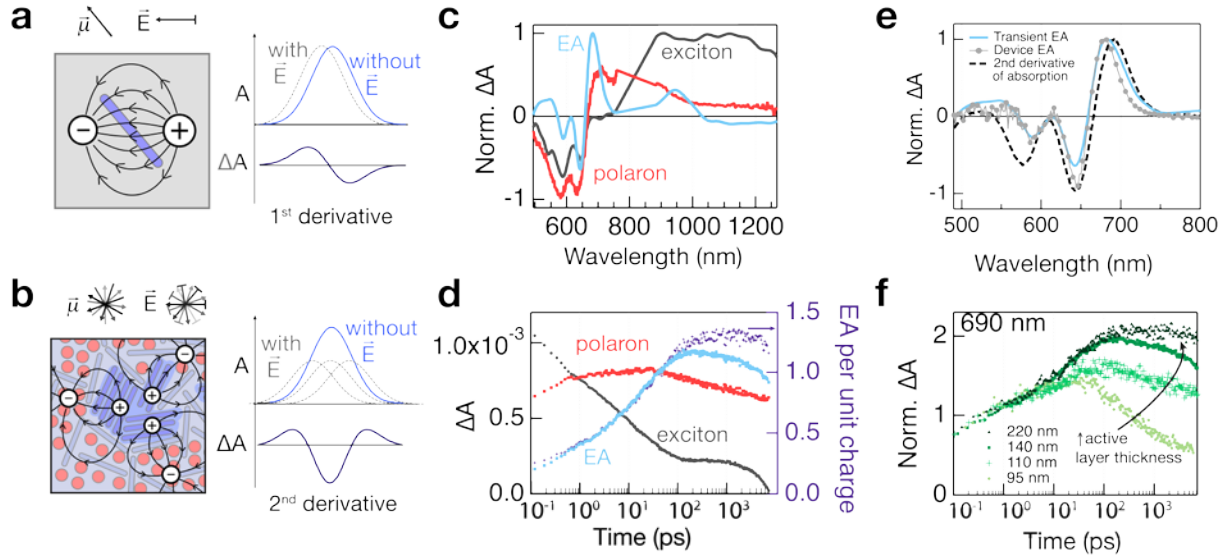 a
μ⃗ E⃗
with E⃗
without E⃗
A
ΔA
1st derivative
− +
b
μ⃗ E⃗
with E⃗
without E⃗
A
ΔA
2nd derivative
− − + + + − −
c
EA
exciton
polaron
Norm. ΔA
1
0
-1
600 800 1000 1200
Wavelength (nm)
d
polaron
exciton
EA
ΔA
1.0x10-3
0.5
0.0
EA per unit charge
1.5
1.0
0.5
0.0
10-1 100 101 102 103
Time (ps)
e
Transient EA
Device EA
2nd derivative of absorption
Norm. ΔA
1
0
-1
500 600 700 800
Wavelength (nm)
f
690 nm
Norm. ΔA
2
1
0
220 nm
140 nm
110 nm
95 nm
↑active
layer thickness
10-1 100 101 102 103
Time (ps)